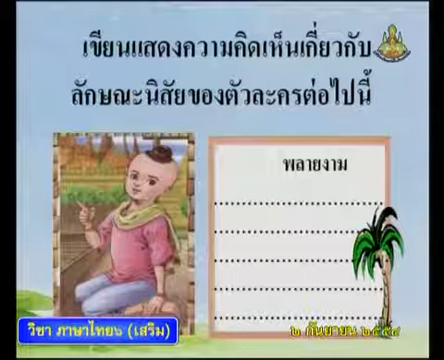 เขียนแสดงความคิดเห็นเกี่ยวกับ
ลักษณะนิสัยของตัวละครต่อไปนี้
พลายงาม
วิชา ภาษาไทย๖ (เสริม)
๒ กันยายน ๒๕๕๔